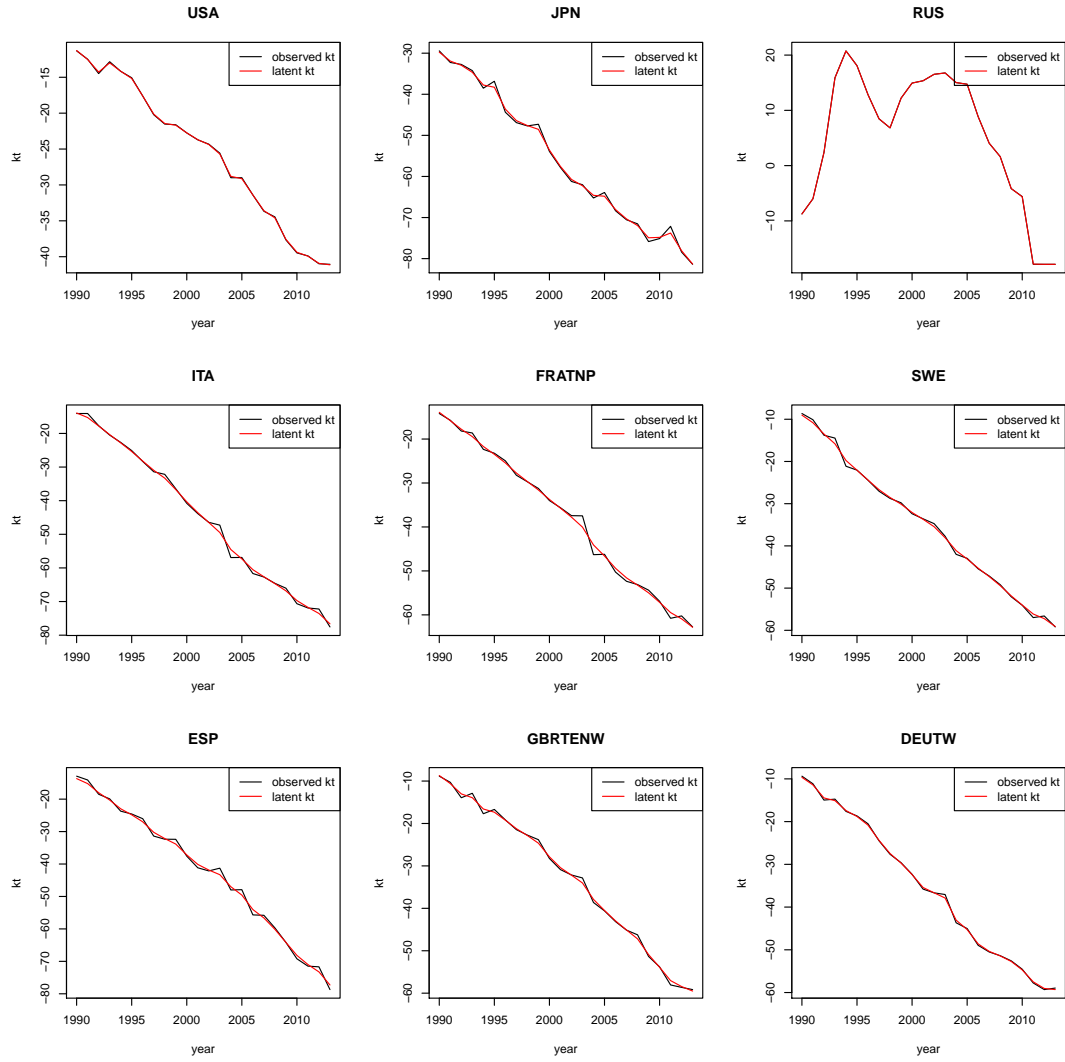 USA
observed kt
latent kt
kt
−15
−20
−25
−30
−35
−40
1990 1995 2000 2005 2010
year
JPN
observed kt
latent kt
kt
−30
−40
−50
−60
−70
−80
1990 1995 2000 2005 2010
year
RUS
observed kt
latent kt
kt
20
10
0
−10
1990 1995 2000 2005 2010
year
ITA
observed kt
latent kt
kt
−20
−30
−40
−50
−60
−70
−80
1990 1995 2000 2005 2010
year
FRATNP
observed kt
latent kt
kt
−20
−30
−40
−50
−60
1990 1995 2000 2005 2010
year
SWE
observed kt
latent kt
kt
−10
−20
−30
−40
−50
−60
1990 1995 2000 2005 2010
year
ESP
observed kt
latent kt
kt
−20
−30
−40
−50
−60
−70
−80
1990 1995 2000 2005 2010
year
GBRTENW
observed kt
latent kt
kt
−10
−20
−30
−40
−50
−60
1990 1995 2000 2005 2010
year
DEUTW
observed kt
latent kt
kt
−10
−20
−30
−40
−50
−60
1990 1995 2000 2005 2010
year